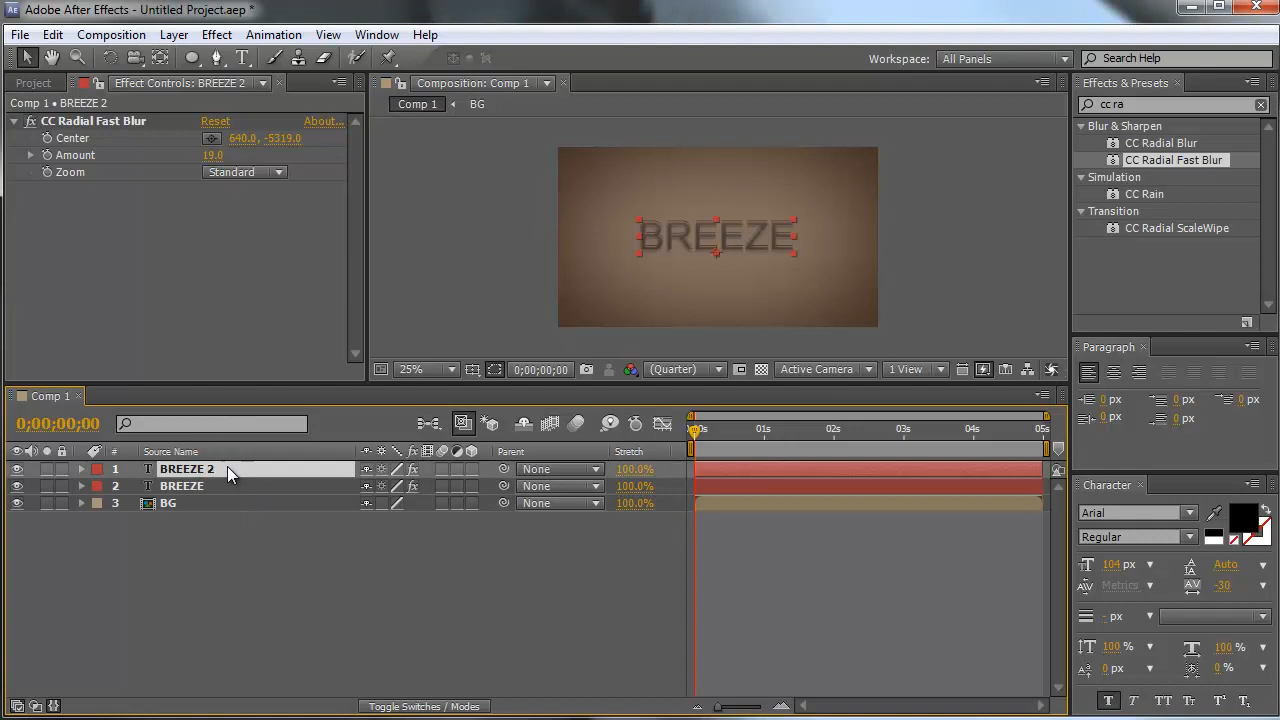 Adobe After Effects - Untitled Project.aep *
File Edit Composition Layer Effect Animation View Window Help
Workspace: All Panels Search Help
Project Effect Controls: BREEZE 2 Composition: Comp 1 Effects & Presets
Comp 1 • BREEZE 2
Comp 1 BG
cc ra
CC Radial Fast Blur Reset About...
Center 640.0, -5319.0
Amount 19.0
Zoom Standard
Blur & Sharpen
CC Radial Blur
CC Radial Fast Blur
Simulation
CC Rain
Transition
CC Radial ScaleWipe
BREEZE
25% 0;00;00;00 (Quarter) Active Camera 1 View
Paragraph
0 px 0 px 0 px
0 px 0 px
Comp 1
0;00;00;00
00s 01s 02s 03s 04s 05s
# Source Name Parent Stretch
1 T BREEZE 2 None 100.0%
2 T BREEZE None 100.0%
3 BG None 100.0%
Toggle Switches / Modes
Character
Arial
Regular
104 px Auto
Metrics -30
- px
100 % 100 %
0 px 0 %
T T TT Tт T¹ T₁